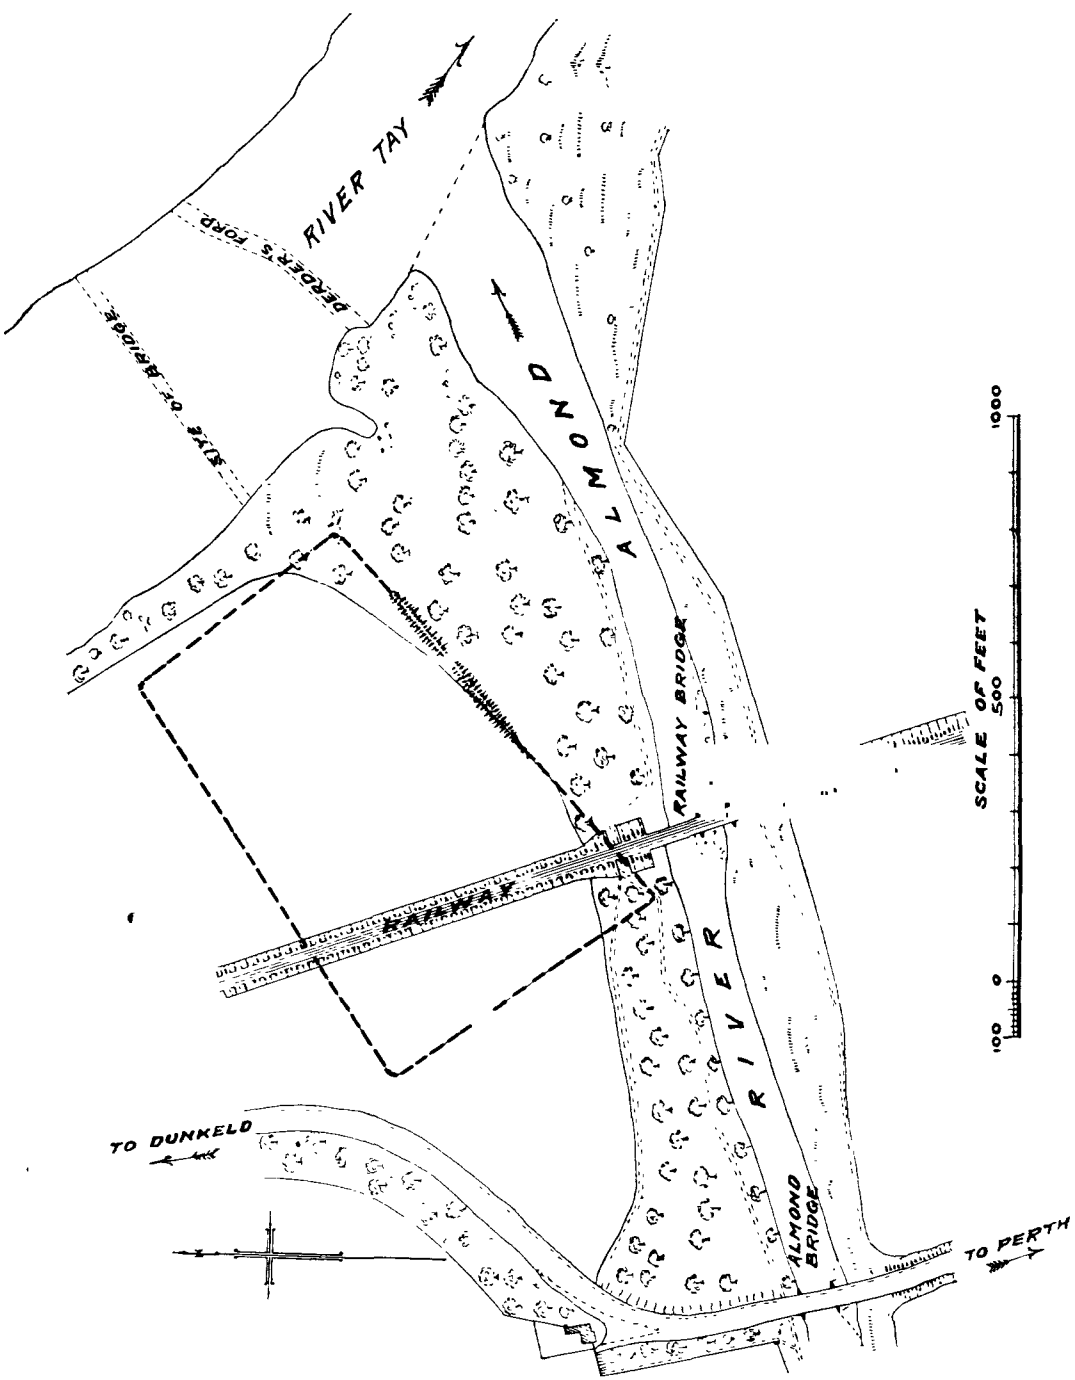 RIVER TAY
DERDER'S FORD
SITE OF BRIDGE
ALMOND
RAILWAY BRIDGE
RAILWAY
RIVER
TO DUNKELD
N
ALMOND
BRIDGE
TO PERTH
SCALE OF FEET
100 0 500 1000